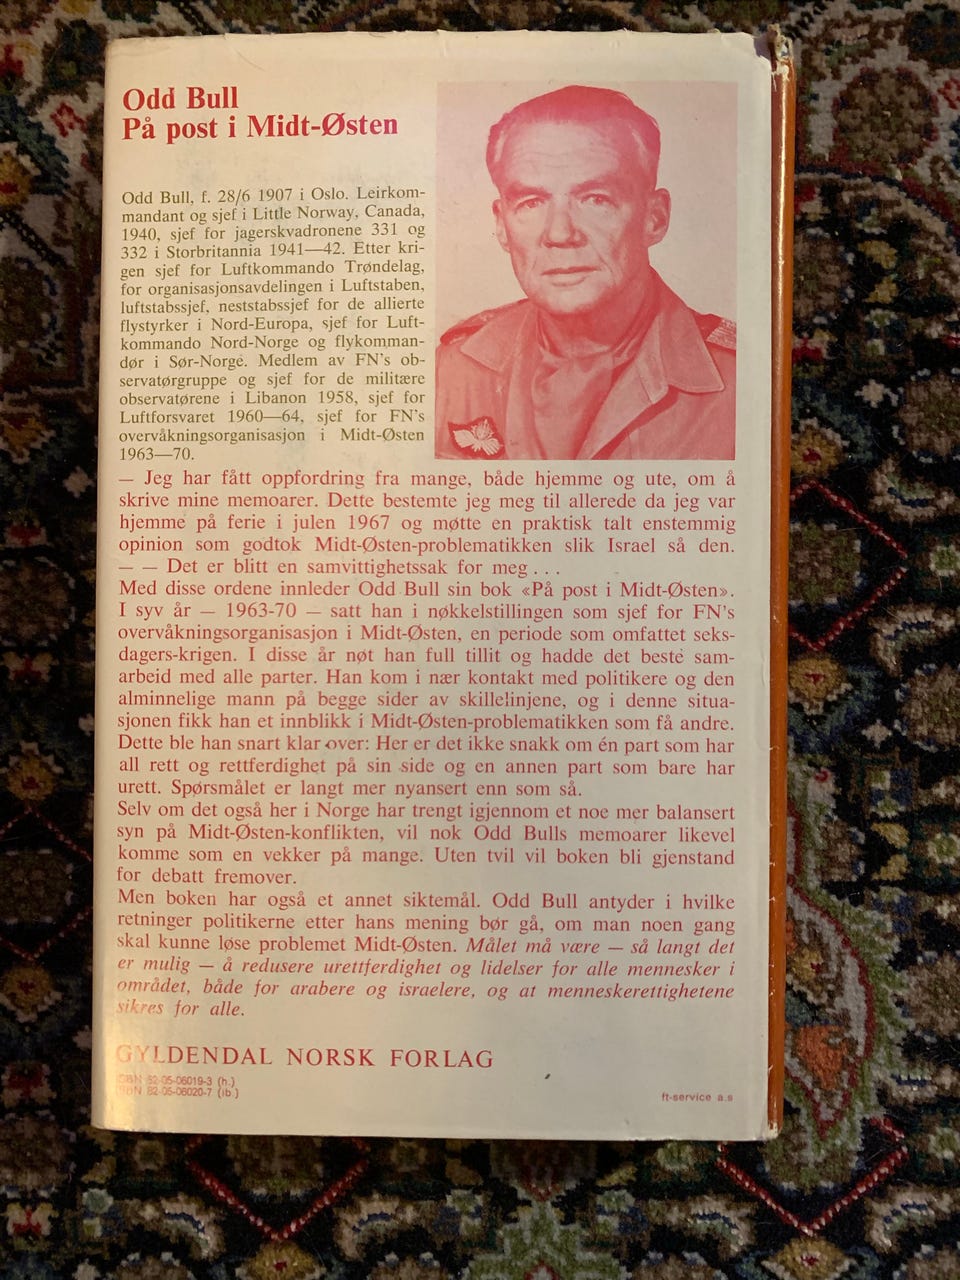 Odd Bull
På post i Midt-Østen
Odd Bull, f. 28/6 1907 i Oslo. Leirkom-
mandant og sjef i Little Norway, Canada,
1940, sjef for jagerskvadronene 331 og
332 i Storbritannia 1941—42. Etter kri-
gen sjef for Luftkommando Trøndelag,
for organisasjonsavdelingen i Luftstaben,
luftstabssjef, neststabssjef for de allierte
flystyrker i Nord-Europa, sjef for Luft-
kommando Nord-Norge og flykomman-
dør i Sør-Norge. Medlem av FN's ob-
servatørgruppe og sjef for de militære
observatørene i Libanon 1958, sjef for
Luftforsvaret 1960—64, sjef for FN's
overvåkningsorganisasjon i Midt-Østen
1963—70.
— Jeg har fått oppfordring fra mange, både hjemme og ute, om å
skrive mine memoarer. Dette bestemte jeg meg til allerede da jeg var
hjemme på ferie i julen 1967 og møtte en praktisk talt enstemmig
opinion som godtok Midt-Østen-problematikken slik Israel så den.
— — Det er blitt en samvittighetssak for meg . . .
Med disse ordene innleder Odd Bull sin bok «På post i Midt-Østen».
I syv år — 1963-70 — satt han i nøkkelstillingen som sjef for FN's
overvåkningsorganisasjon i Midt-Østen, en periode som omfattet seks-
dagers-krigen. I disse år nøt han full tillit og hadde det beste sam-
arbeid med alle parter. Han kom i nær kontakt med politikere og den
alminnelige mann på begge sider av skillelinjene, og i denne situa-
sjonen fikk han et innblikk i Midt-Østen-problematikken som få andre.
Dette ble han snart klar over: Her er det ikke snakk om én part som har
all rett og rettferdighet på sin side og en annen part som bare har
urett. Spørsmålet er langt mer nyansert enn som så.
Selv om det også her i Norge har trengt igjennom et noe mer balansert
syn på Midt-Østen-konflikten, vil nok Odd Bulls memoarer likevel
komme som en vekker på mange. Uten tvil vil boken bli gjenstand
for debatt fremover.
Men boken har også et annet siktemål. Odd Bull antyder i hvilke
retninger politikerne etter hans mening bør gå, om man noen gang
skal kunne løse problemet Midt-Østen. Målet må være — så langt det
er mulig — å redusere urettferdighet og lidelser for alle mennesker i
området, både for arabere og israelere, og at menneskerettighetene
sikres for alle.
GYLDENDAL NORSK FORLAG
ISBN 82-05-06019-3 (h.)
ISBN 82-05-06020-7 (ib.)
ft-service a.s